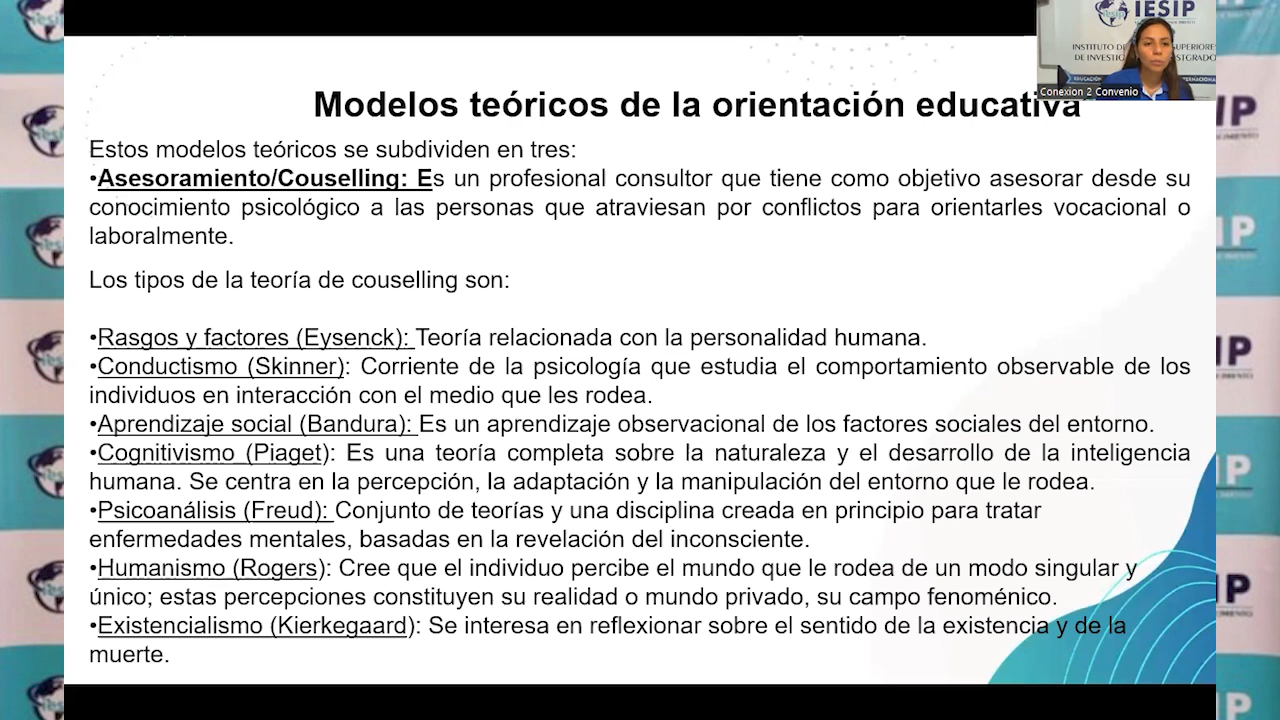 IESIP
INSTITUTO DE SUPERIORES
DE INVESTIG OSTGRADO
EDUCACIÓN
Conexion 2 Convenio
Modelos teóricos de la orientación educativa
Estos modelos teóricos se subdividen en tres:
•Asesoramiento/Couselling: Es un profesional consultor que tiene como objetivo asesorar desde su
conocimiento psicológico a las personas que atraviesan por conflictos para orientarles vocacional o
laboralmente.
Los tipos de la teoría de couselling son:
•Rasgos y factores (Eysenck): Teoría relacionada con la personalidad humana.
•Conductismo (Skinner): Corriente de la psicología que estudia el comportamiento observable de los
individuos en interacción con el medio que les rodea.
•Aprendizaje social (Bandura): Es un aprendizaje observacional de los factores sociales del entorno.
•Cognitivismo (Piaget): Es una teoría completa sobre la naturaleza y el desarrollo de la inteligencia
humana. Se centra en la percepción, la adaptación y la manipulación del entorno que le rodea.
•Psicoanálisis (Freud): Conjunto de teorías y una disciplina creada en principio para tratar
enfermedades mentales, basadas en la revelación del inconsciente.
•Humanismo (Rogers): Cree que el individuo percibe el mundo que le rodea de un modo singular y
único; estas percepciones constituyen su realidad o mundo privado, su campo fenoménico.
•Existencialismo (Kierkegaard): Se interesa en reflexionar sobre el sentido de la existencia y de la
muerte.